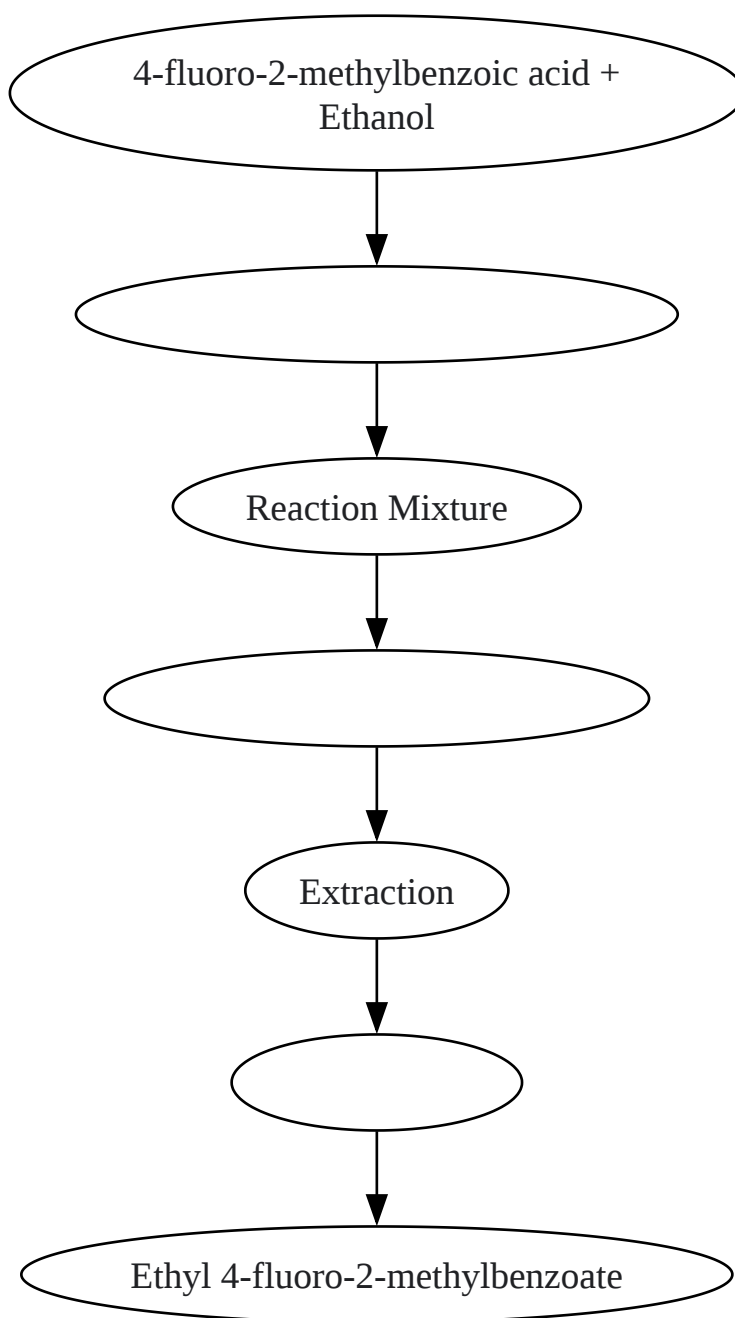 4-fluoro-2-methylbenzoic acid +
Ethanol
Reaction Mixture
Extraction
Ethyl 4-fluoro-2-methylbenzoate